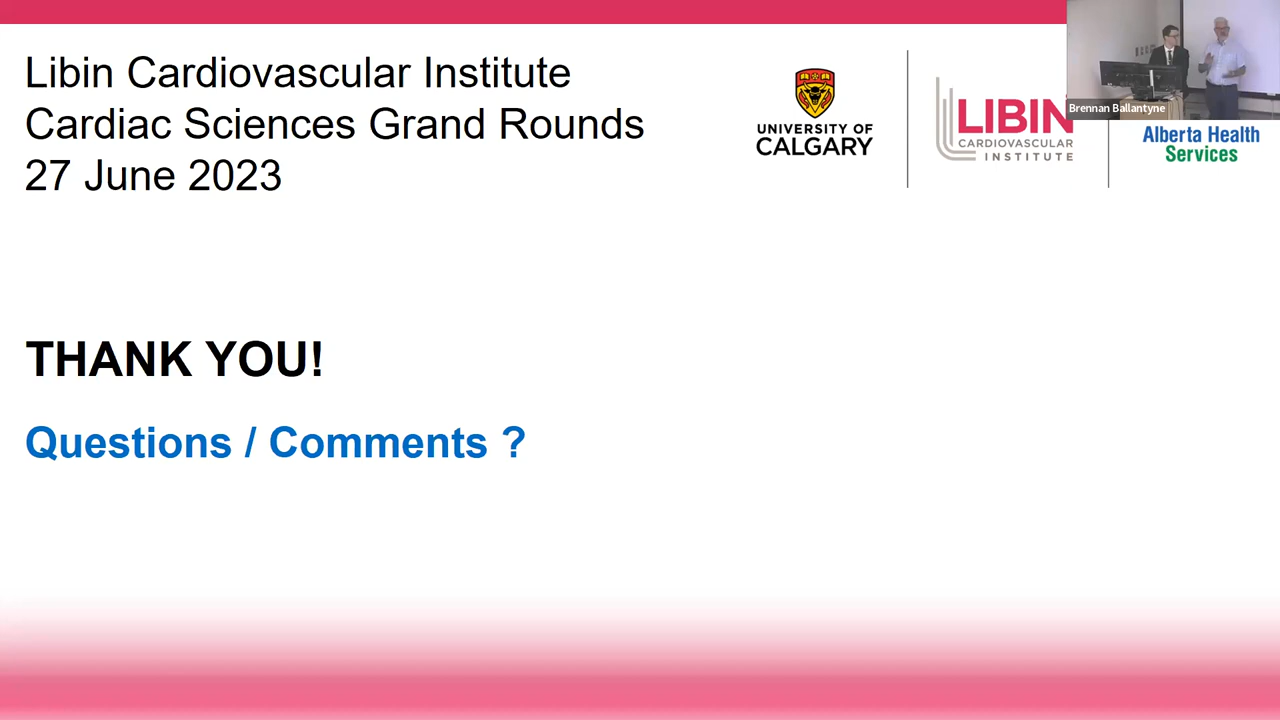 Libin Cardiovascular Institute
Cardiac Sciences Grand Rounds
27 June 2023
UNIVERSITY OF
CALGARY
LIBIN
CARDIOVASCULAR
INSTITUTE
Brennan Ballantyne
Alberta Health
Services
THANK YOU!
Questions / Comments ?